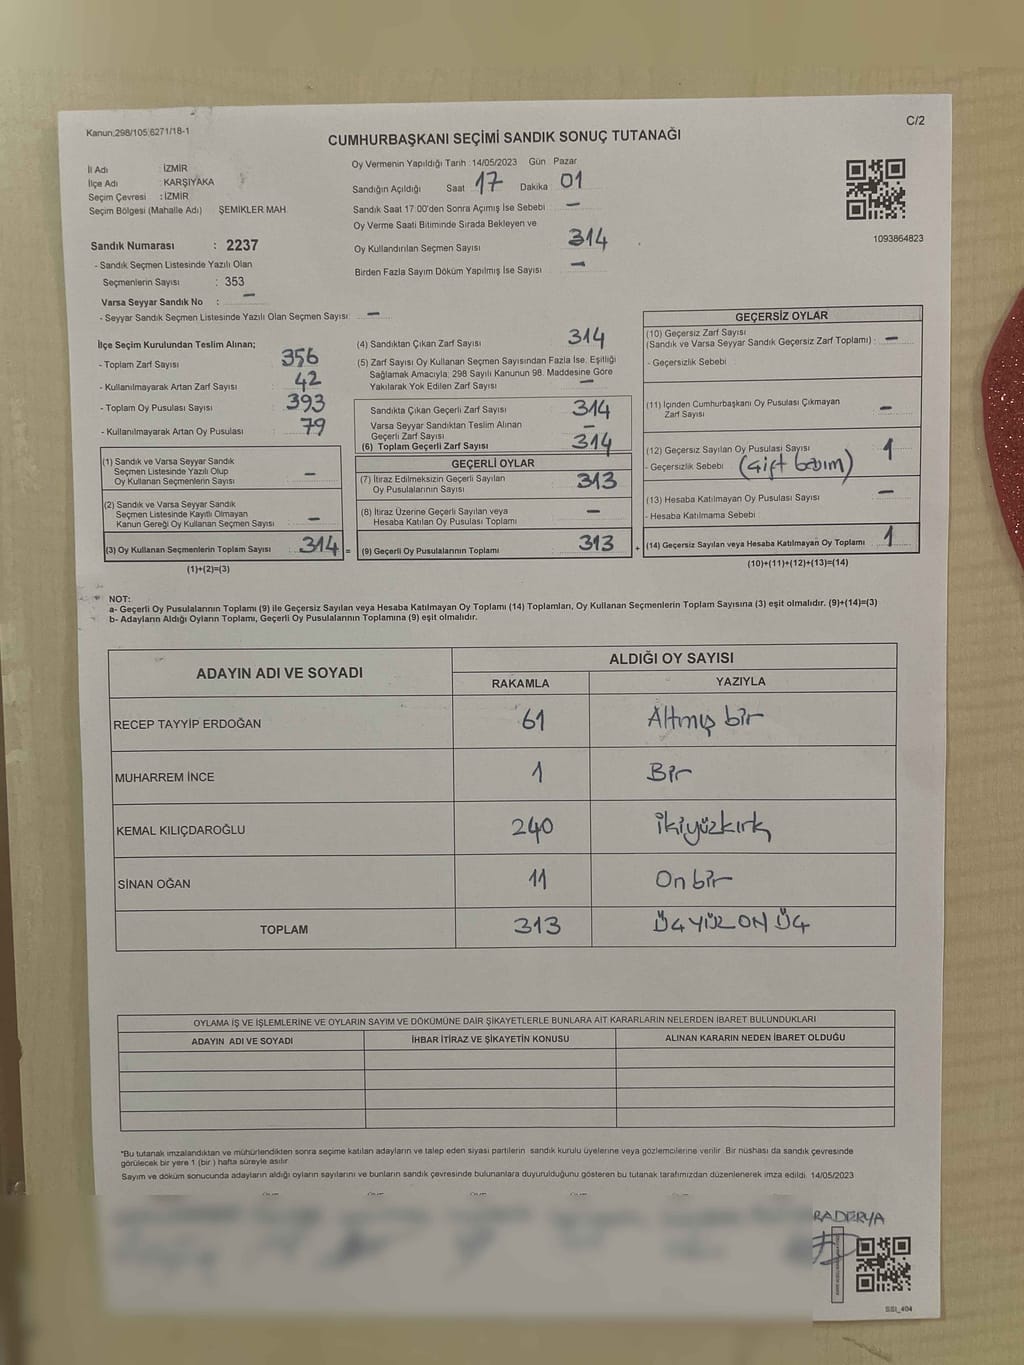 Kanun:298/105;6271/18-1
C/2
CUMHURBAŞKANI SEÇİMİ SANDIK SONUÇ TUTANAĞI
İl Adı : İZMİR
İlçe Adı : KARŞIYAKA
Seçim Çevresi : İZMİR
Seçim Bölgesi (Mahalle Adı) ŞEMİKLER MAH.
Oy Vermenin Yapıldığı Tarih : 14/05/2023 Gün Pazar
Sandığın Açıldığı Saat 17 Dakika 01
Sandık Saat 17:00'den Sonra Açımış İse Sebebi : -
Oy Verme Saati Bitiminde Sırada Bekleyen ve
Oy Kullandırılan Seçmen Sayısı 314
Birden Fazla Sayım Döküm Yapılmış İse Sayısı -
1093864823
Sandık Numarası : 2237
- Sandık Seçmen Listesinde Yazılı Olan
Seçmenlerin Sayısı : 353
Varsa Seyyar Sandık No : -
- Seyyar Sandık Seçmen Listesinde Yazılı Olan Seçmen Sayısı: -
İlçe Seçim Kurulundan Teslim Alınan;
- Toplam Zarf Sayısı 356
- Kullanılmayarak Artan Zarf Sayısı 42
- Toplam Oy Pusulası Sayısı 393
- Kullanılmayarak Artan Oy Pusulası 79
(1) Sandık ve Varsa Seyyar Sandık
Seçmen Listesinde Yazılı Olup
Oy Kullanan Seçmenlerin Sayısı -
(2) Sandık ve Varsa Seyyar Sandık
Seçmen Listesinde Kayıtlı Olmayan
Kanun Gereği Oy Kullanan Seçmen Sayısı -
(3) Oy Kullanan Seçmenlerin Toplam Sayısı 314 =
(1)+(2)=(3)
(4) Sandıktan Çıkan Zarf Sayısı 314
(5) Zarf Sayısı Oy Kullanan Seçmen Sayısından Fazla İse, Eşitliği
Sağlamak Amacıyla; 298 Sayılı Kanunun 98. Maddesine Göre
Yakılarak Yok Edilen Zarf Sayısı -
Sandıkta Çıkan Geçerli Zarf Sayısı 314
Varsa Seyyar Sandıktan Teslim Alınan
Geçerli Zarf Sayısı -
(6) Toplam Geçerli Zarf Sayısı 314
GEÇERLİ OYLAR
(7) İtiraz Edilmeksizin Geçerli Sayılan
Oy Pusulalarının Sayısı 313
(8) İtiraz Üzerine Geçerli Sayılan veya
Hesaba Katılan Oy Pusulası Toplamı -
(9) Geçerli Oy Pusulalarının Toplamı 313 +
GEÇERSİZ OYLAR
(10) Geçersiz Zarf Sayısı
(Sandık ve Varsa Seyyar Sandık Geçersiz Zarf Toplamı) : -
- Geçersizlik Sebebi
(11) İçinden Cumhurbaşkanı Oy Pusulası Çıkmayan
Zarf Sayısı -
(12) Geçersiz Sayılan Oy Pusulası Sayısı 1
- Geçersizlik Sebebi (Çift basım)
(13) Hesaba Katılmayan Oy Pusulası Sayısı -
- Hesaba Katılmama Sebebi
(14) Geçersiz Sayılan veya Hesaba Katılmayan Oy Toplamı 1
(10)+(11)+(12)+(13)=(14)
NOT:
a- Geçerli Oy Pusulalarının Toplamı (9) ile Geçersiz Sayılan veya Hesaba Katılmayan Oy Toplamı (14) Toplamları, Oy Kullanan Seçmenlerin Toplam Sayısına (3) eşit olmalıdır. (9)+(14)=(3)
b- Adayların Aldığı Oyların Toplamı, Geçerli Oy Pusulalarının Toplamına (9) eşit olmalıdır.
ADAYIN ADI VE SOYADI
ALDIĞI OY SAYISI
RAKAMLA YAZIYLA
RECEP TAYYİP ERDOĞAN 61 Altmış bir
MUHARREM İNCE 1 Bir
KEMAL KILIÇDAROĞLU 240 ikiyüzkırk
SİNAN OĞAN 11 On bir
TOPLAM 313 ÜÇYÜZONÜÇ
OYLAMA İŞ VE İŞLEMLERİNE VE OYLARIN SAYIM VE DÖKÜMÜNE DAİR ŞİKAYETLERLE BUNLARA AİT KARARLARIN NELERDEN İBARET BULUNDUKLARI
ADAYIN ADI VE SOYADI İHBAR İTİRAZ VE ŞİKAYETİN KONUSU ALINAN KARARIN NEDEN İBARET OLDUĞU
*Bu tutanak imzalandıktan ve mühürlendikten sonra seçime katılan adayların ve talep eden siyasi partilerin sandık kurulu üyelerine veya gözlemcilerine verilir. Bir nüshası da sandık çevresinde
görülecek bir yere 1 (bir) hafta süreyle asılır.
Sayım ve döküm sonucunda adayların aldığı oyların sayılarını ve bunların sandık çevresinde bulunanlara duyurulduğunu gösteren bu tutanak tarafımızdan düzenlenerek imza edildi. 14/05/2023
RADERYA
SSI_404